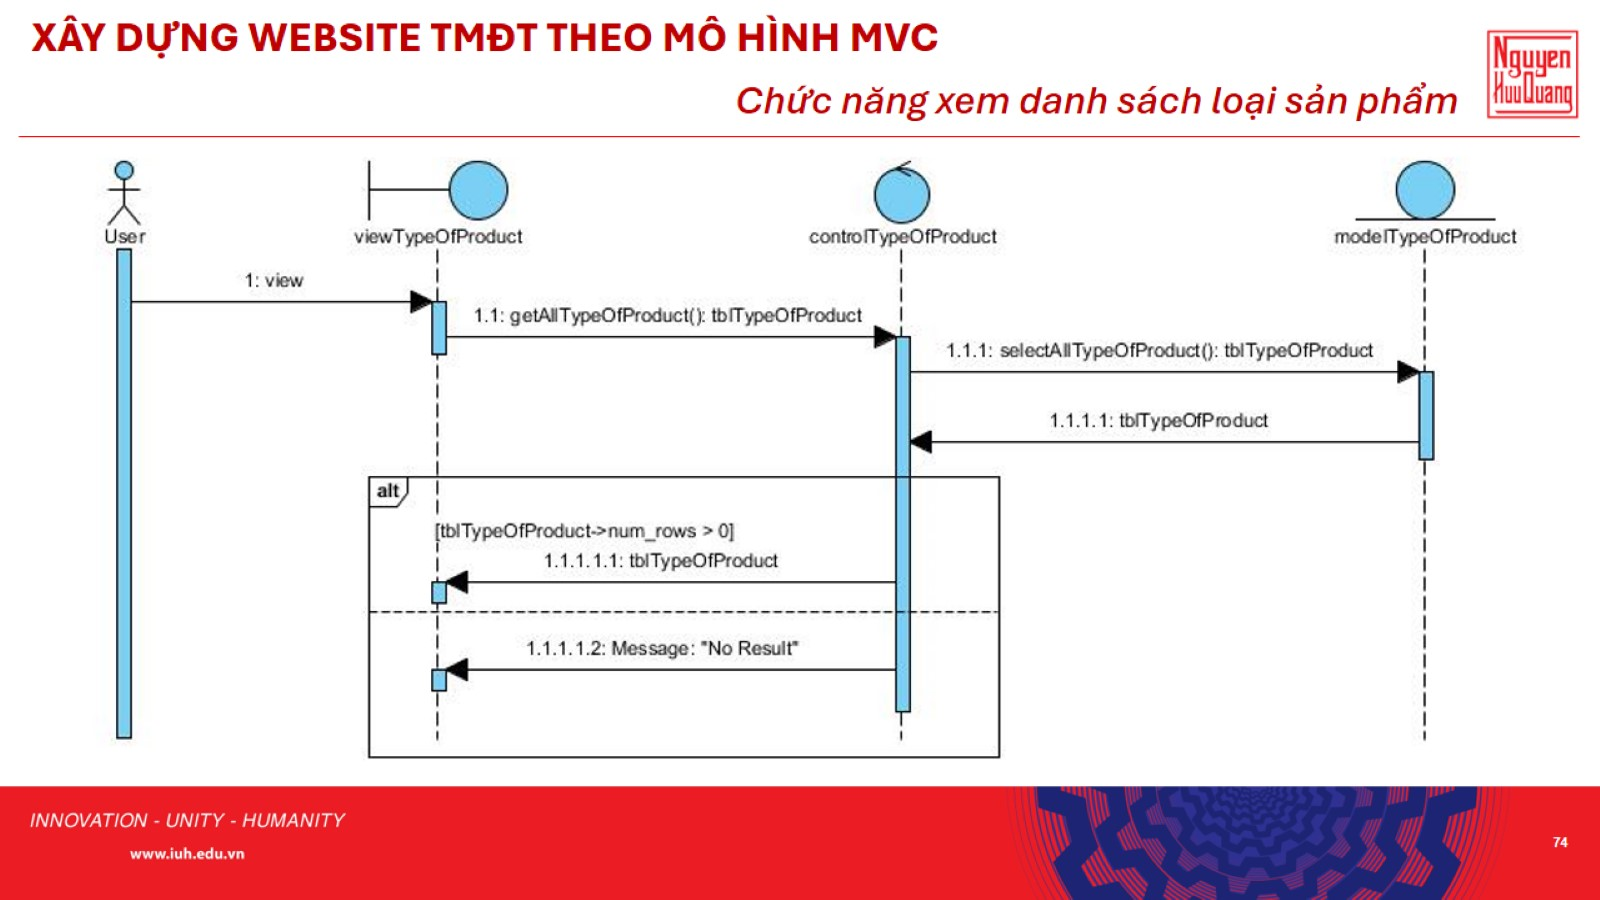 XÂY DỰNG WEBSITE TMĐT THEO MÔ HÌNH MVC
Chức năng xem danh sách loại sản phẩm
Nguyen
HuuQuang
User
viewTypeOfProduct
controlTypeOfProduct
modelTypeOfProduct
1: view
1.1: getAllTypeOfProduct(): tblTypeOfProduct
1.1.1: selectAllTypeOfProduct(): tblTypeOfProduct
1.1.1.1: tblTypeOfProduct
alt
[tblTypeOfProduct->num_rows > 0]
1.1.1.1.1: tblTypeOfProduct
1.1.1.1.2: Message: "No Result"
INNOVATION - UNITY - HUMANITY
www.iuh.edu.vn
74